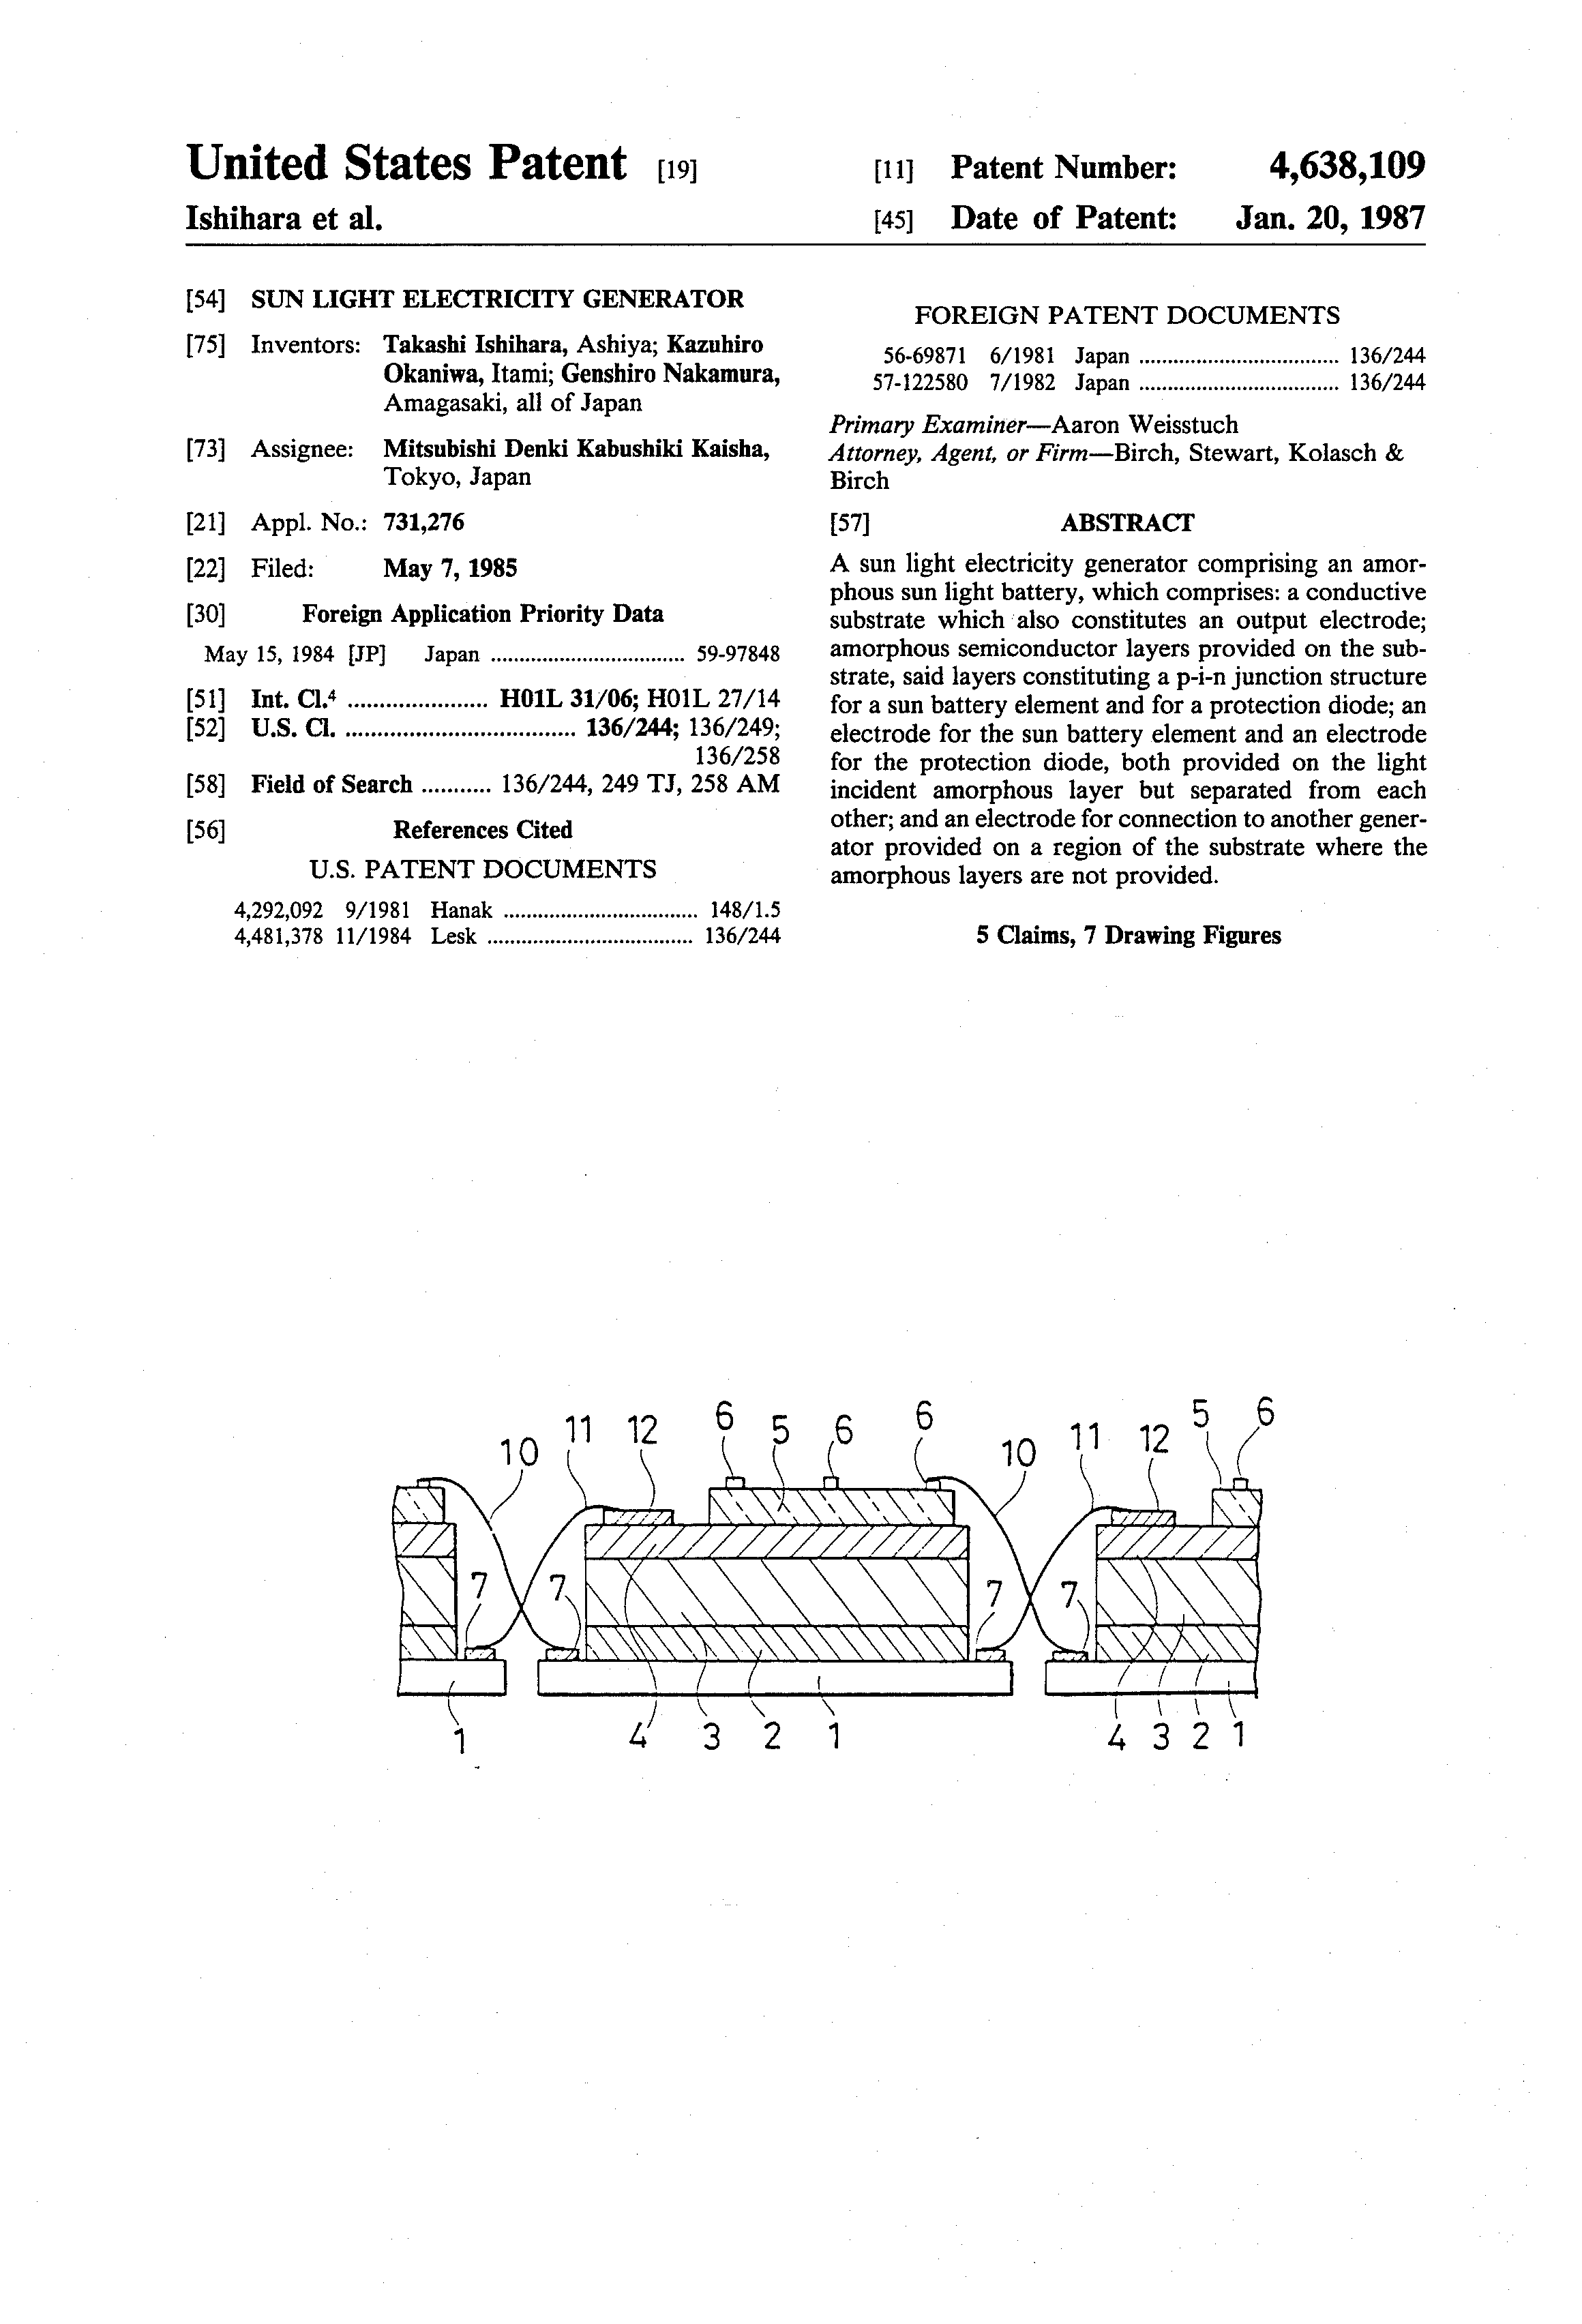 United States Patent [19]
Ishihara et al.
[11] Patent Number: 4,638,109
[45] Date of Patent: Jan. 20, 1987
[54] SUN LIGHT ELECTRICITY GENERATOR
[75] Inventors: Takashi Ishihara, Ashiya; Kazuhiro
Okaniwa, Itami; Genshiro Nakamura,
Amagasaki, all of Japan
[73] Assignee: Mitsubishi Denki Kabushiki Kaisha,
Tokyo, Japan
[21] Appl. No.: 731,276
[22] Filed: May 7, 1985
[30] Foreign Application Priority Data
May 15, 1984 [JP] Japan .................................. 59-97848
[51] Int. Cl.⁴ ...................... H01L 31/06; H01L 27/14
[52] U.S. Cl. .................................... 136/244; 136/249;
136/258
[58] Field of Search ........... 136/244, 249 TJ, 258 AM
[56] References Cited
U.S. PATENT DOCUMENTS
4,292,092 9/1981 Hanak .................................. 148/1.5
4,481,378 11/1984 Lesk .................................... 136/244
FOREIGN PATENT DOCUMENTS
56-69871 6/1981 Japan ................................... 136/244
57-122580 7/1982 Japan ................................... 136/244
Primary Examiner—Aaron Weisstuch
Attorney, Agent, or Firm—Birch, Stewart, Kolasch &
Birch
[57] ABSTRACT
A sun light electricity generator comprising an amor-
phous sun light battery, which comprises: a conductive
substrate which also constitutes an output electrode;
amorphous semiconductor layers provided on the sub-
strate, said layers constituting a p-i-n junction structure
for a sun battery element and for a protection diode; an
electrode for the sun battery element and an electrode
for the protection diode, both provided on the light
incident amorphous layer but separated from each
other; and an electrode for connection to another gener-
ator provided on a region of the substrate where the
amorphous layers are not provided.
5 Claims, 7 Drawing Figures
10 11 12 6 5 6 6 10 11 12 5 6
7 7 7 7
1 4 3 2 1 4 3 2 1